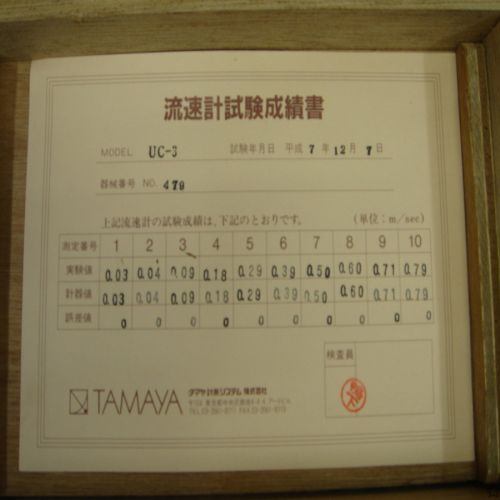 流速計試験成績書
MODEL UC-3 試験年月日 平成 7 年 12 月 7 日
器械番号 NO. 479
上記流速計の試験成績は、下記のとおりです。 (単位：m/sec)
測定番号 1 2 3 4 5 6 7 8 9 10
実験値 0.03 0.04 0.09 0.18 0.29 0.39 0.50 0.60 0.71 0.79
計器値 0.03 0.04 0.09 0.18 0.29 0.39 0.50 0.60 0.71 0.79
誤差値 0 0 0 0 0 0 0 0 0 0
検査員
TAMAYA タマヤ計測システム 株式会社